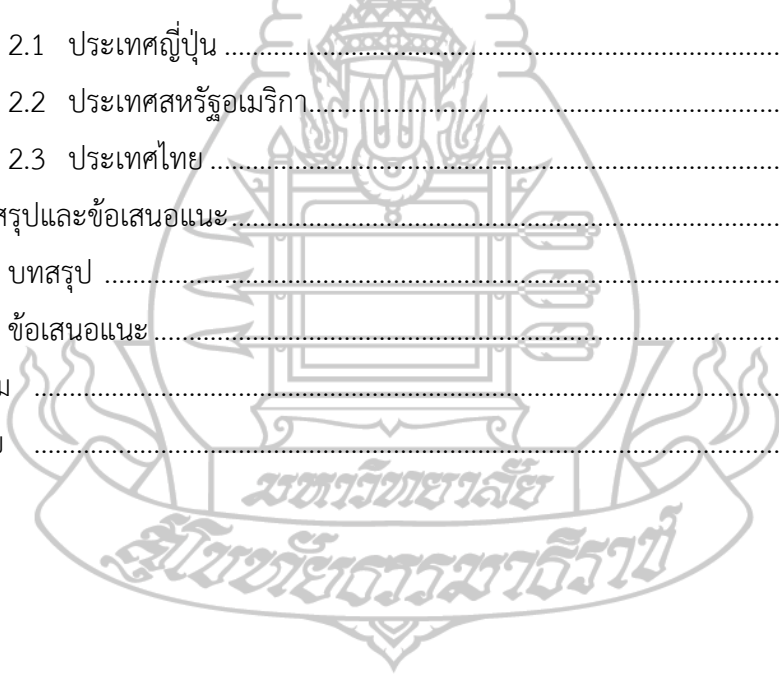 2.1 ประเทศญี่ปุ่น ........................................................................................
2.2 ประเทศสหรัฐอเมริกา........................................................................
2.3 ประเทศไทย ..........................................................................................
สรุปและข้อเสนอแนะ.....................................................................................
บทสรุป .......................................................................................................
ข้อเสนอแนะ ................................................................................................
มหาวิทยาลัย
สุโขทัยธรรมาธิราช